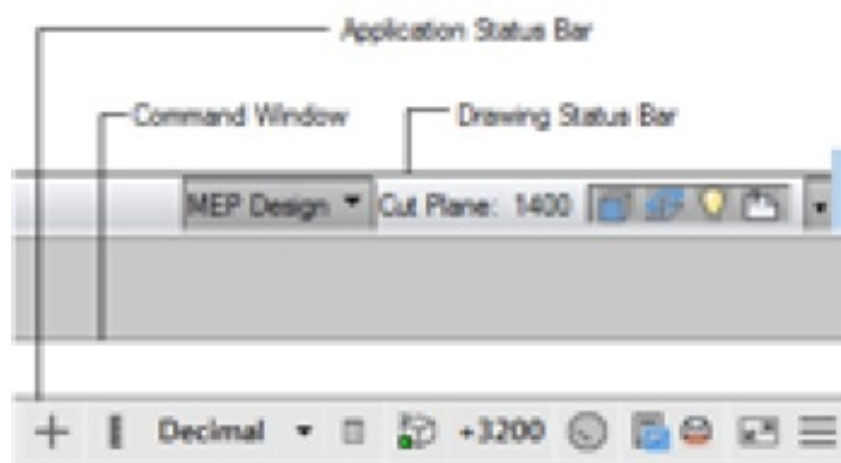 Application Status Bar
Command Window Drawing Status Bar
MEP Design Cut Plane: 1400
Decimal +3200